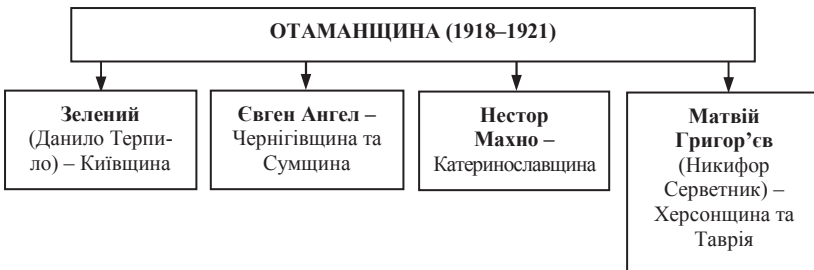 ОТАМАНЩИНА (1918–1921)
Зелений
(Данило Терпи-
ло) – Київщина
Євген Ангел –
Чернігівщина та
Сумщина
Нестор
Махно –
Катеринославщина
Матвій
Григор’єв
(Никифор
Серветник) –
Херсонщина та
Таврія